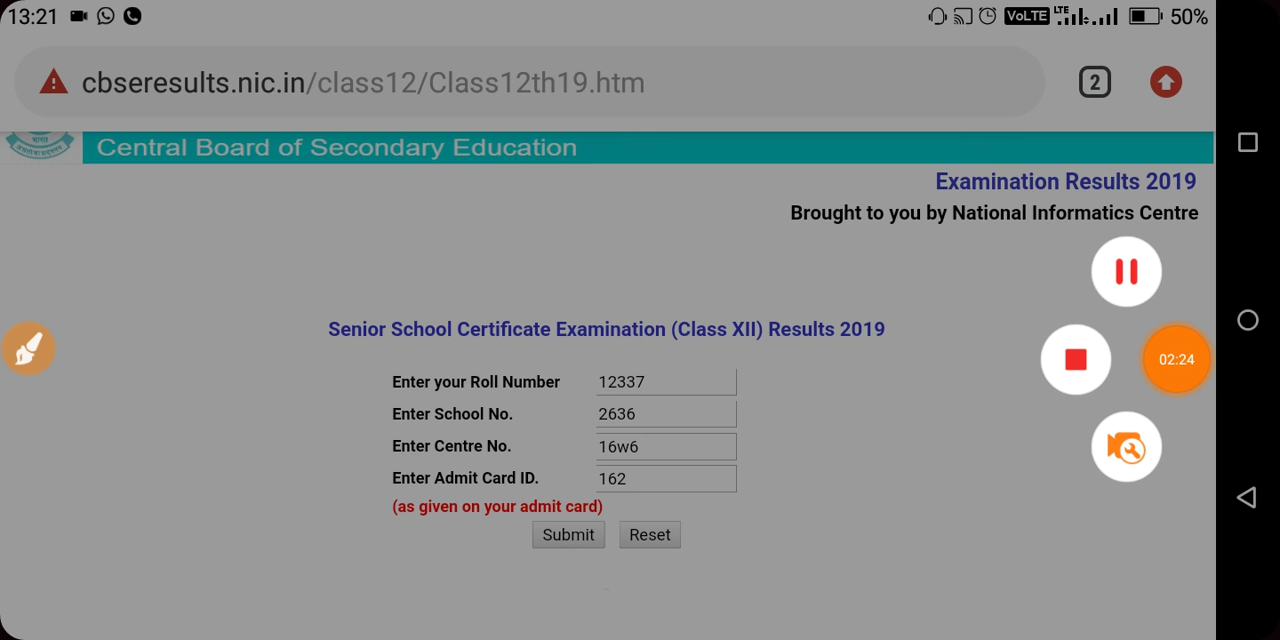 13:21 VoLTE LTE 50%
cbseresults.nic.in/class12/Class12th19.htm 2
भारत
Central Board of Secondary Education
Examination Results 2019
Brought to you by National Informatics Centre
Senior School Certificate Examination (Class XII) Results 2019
Enter your Roll Number 12337
02:24
Enter School No. 2636
Enter Centre No. 16w6
Enter Admit Card ID. 162
(as given on your admit card)
Submit Reset